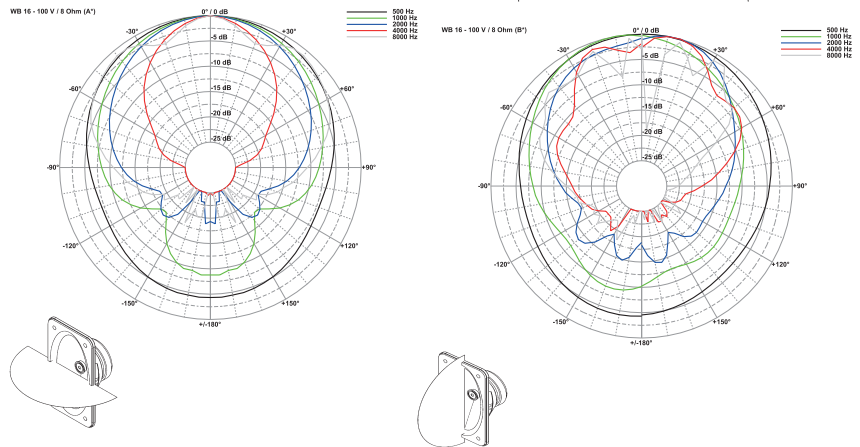 WB 16 - 100 V / 8 Ohm (A*)
0° / 0 dB
500 Hz
1000 Hz
2000 Hz
4000 Hz
8000 Hz
-30°
+30°
-5 dB
-10 dB
-60°
+60°
-15 dB
-20 dB
-25 dB
-90°
+90°
-120°
+120°
-150°
+150°
+/-180°
WB 16 - 100 V / 8 Ohm (B*)
0° / 0 dB
500 Hz
1000 Hz
2000 Hz
4000 Hz
8000 Hz
-30°
+30°
-5 dB
-10 dB
-60°
+60°
-15 dB
-20 dB
-25 dB
-90°
+90°
-120°
+120°
-150°
+150°
+/-180°